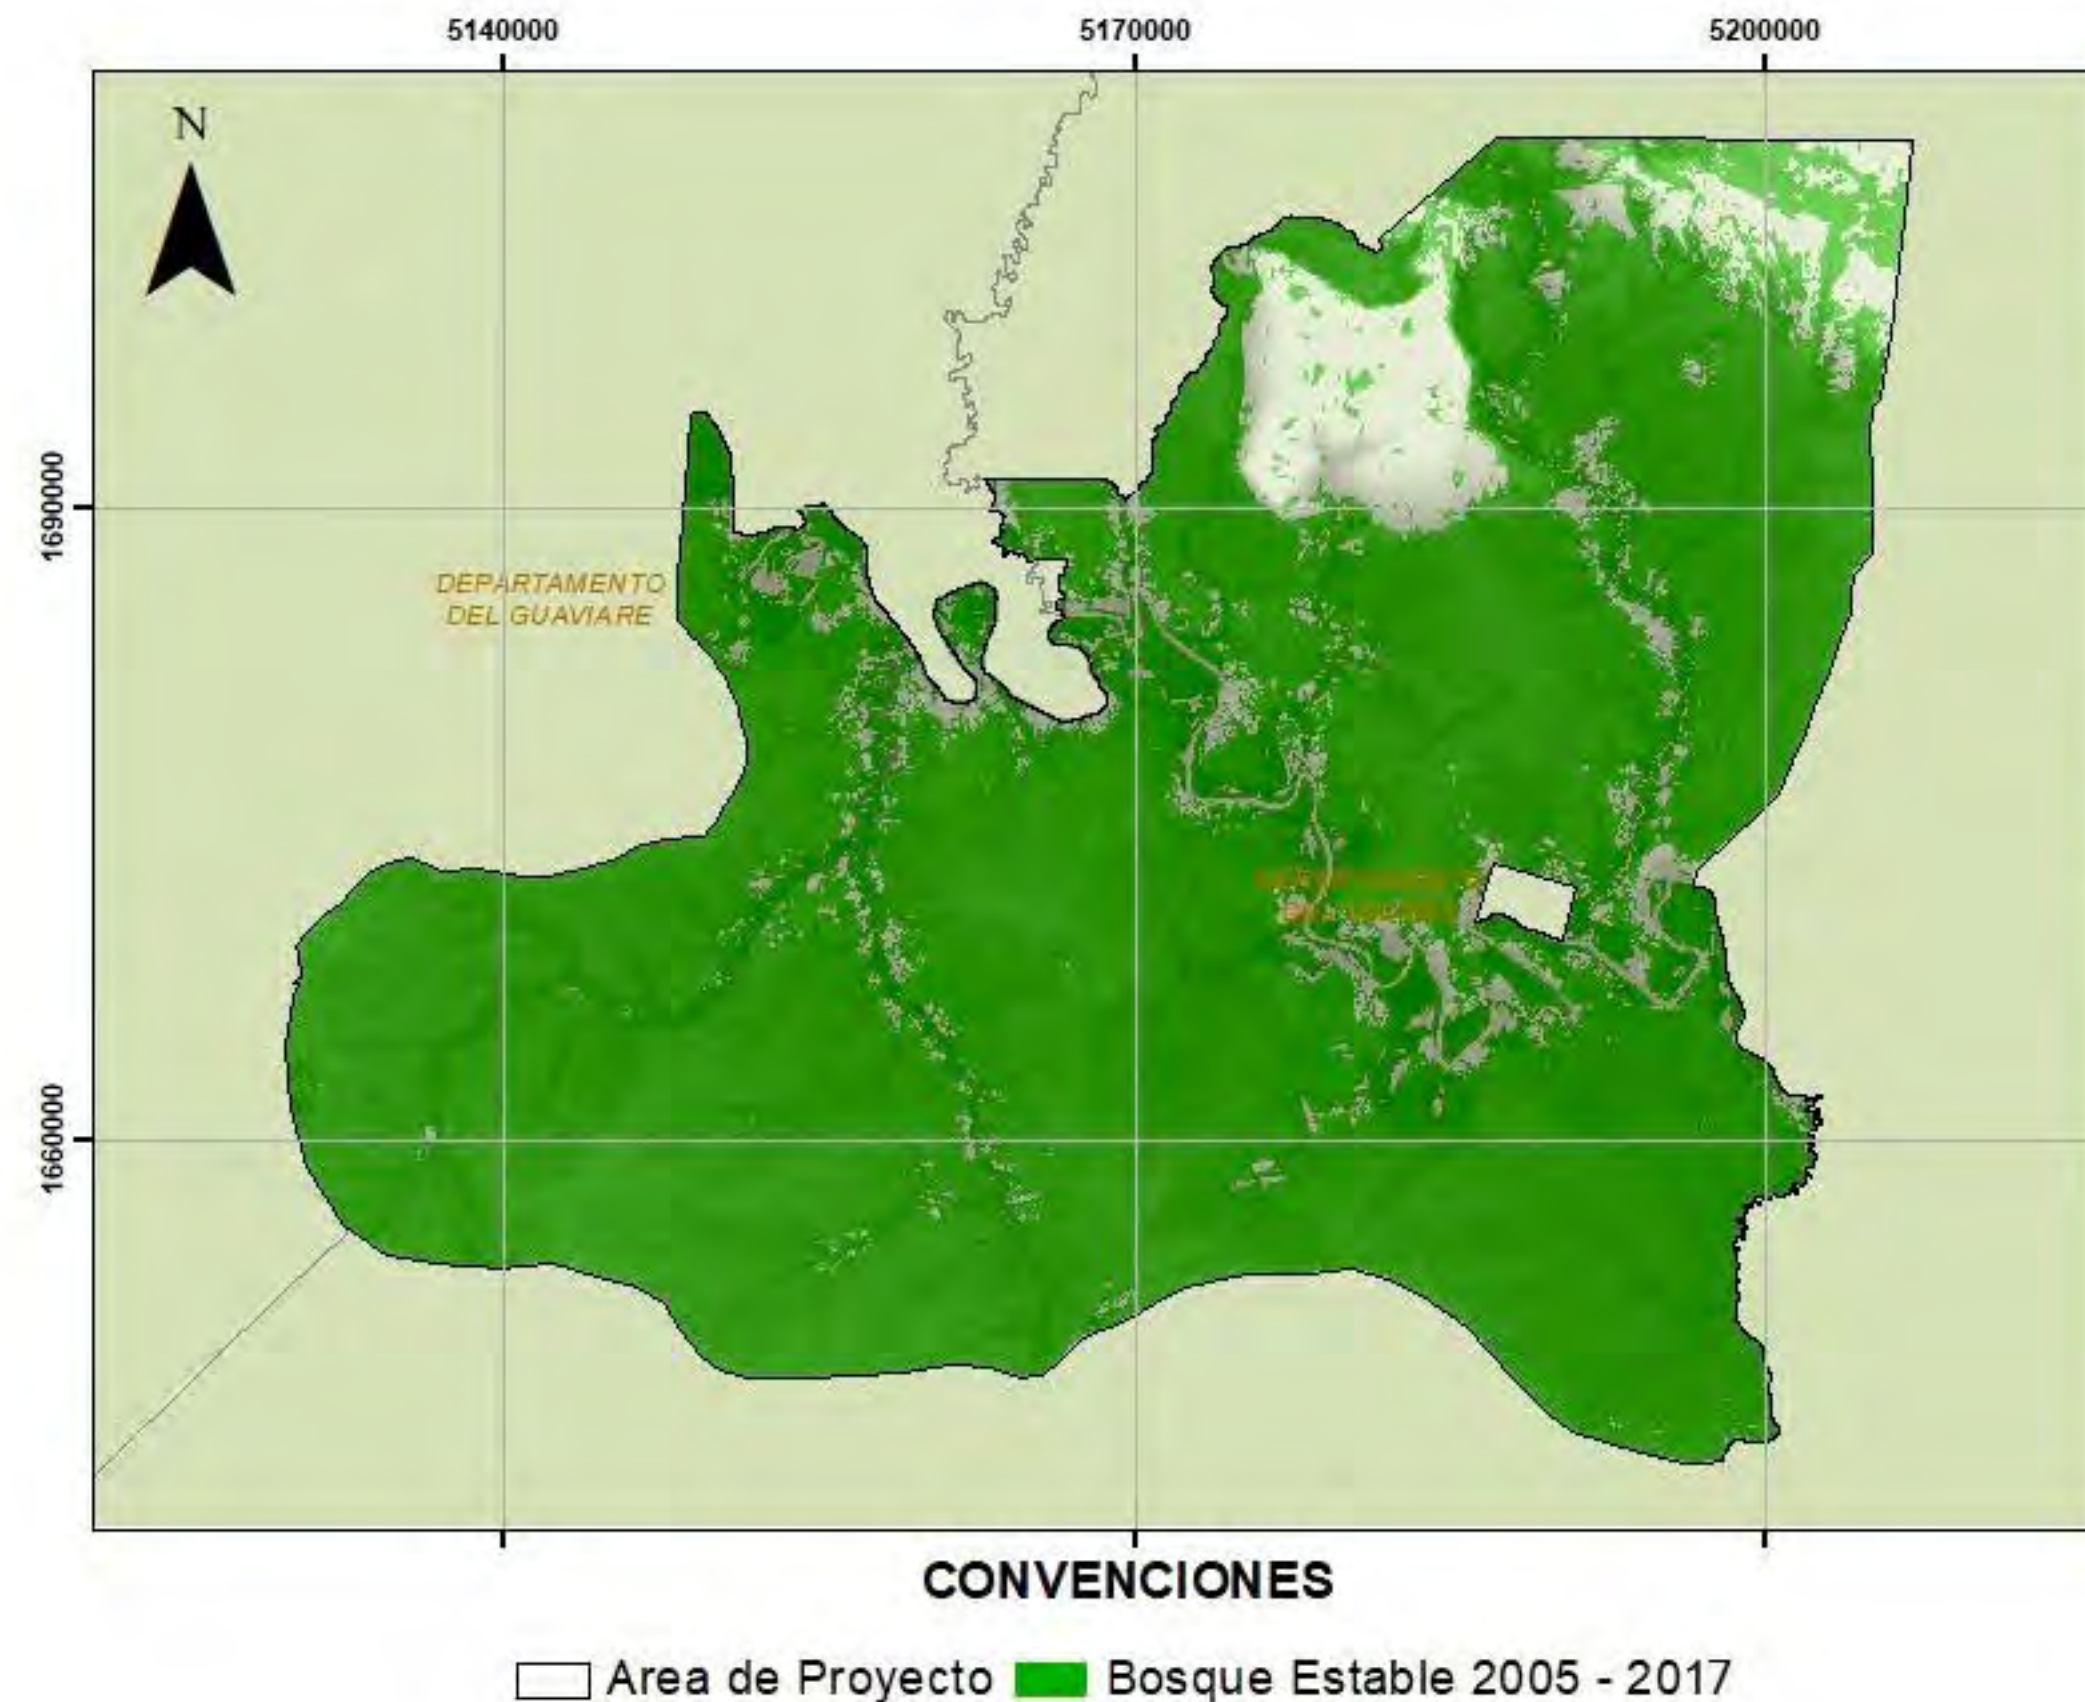 5140000 5170000 5200000
N
1690000
DEPARTAMENTO
DEL GUAVIARE
1660000
CONVENCIONES
Area de Proyecto Bosque Estable 2005 - 2017